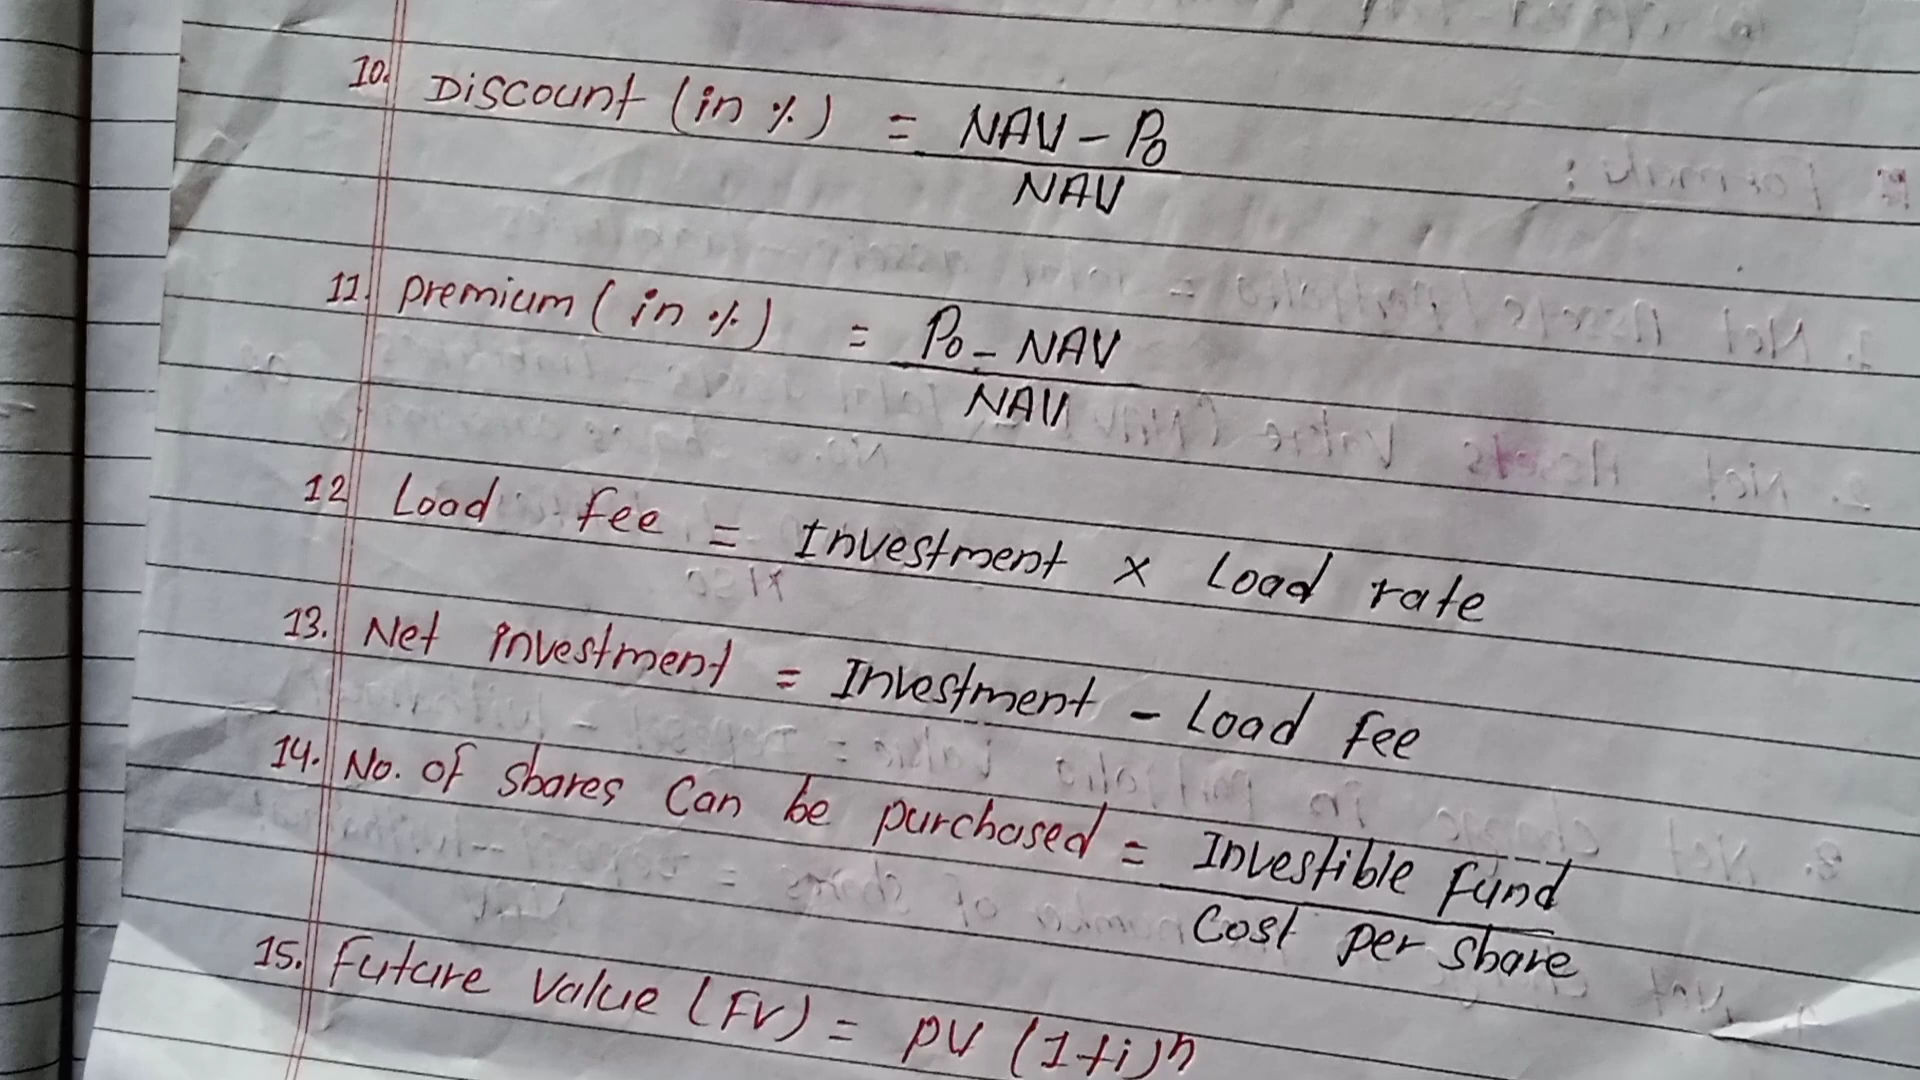 10. Discount (in %) = NAV - P0
NAV
11. Premium (in %) = P0 - NAV
NAV
12 Load fee = Investment x Load rate
13. Net investment = Investment - Load fee
14. No. of shares can be purchased = Investible fund
Cost per share
15. Future Value (FV) = PV (1+i)n